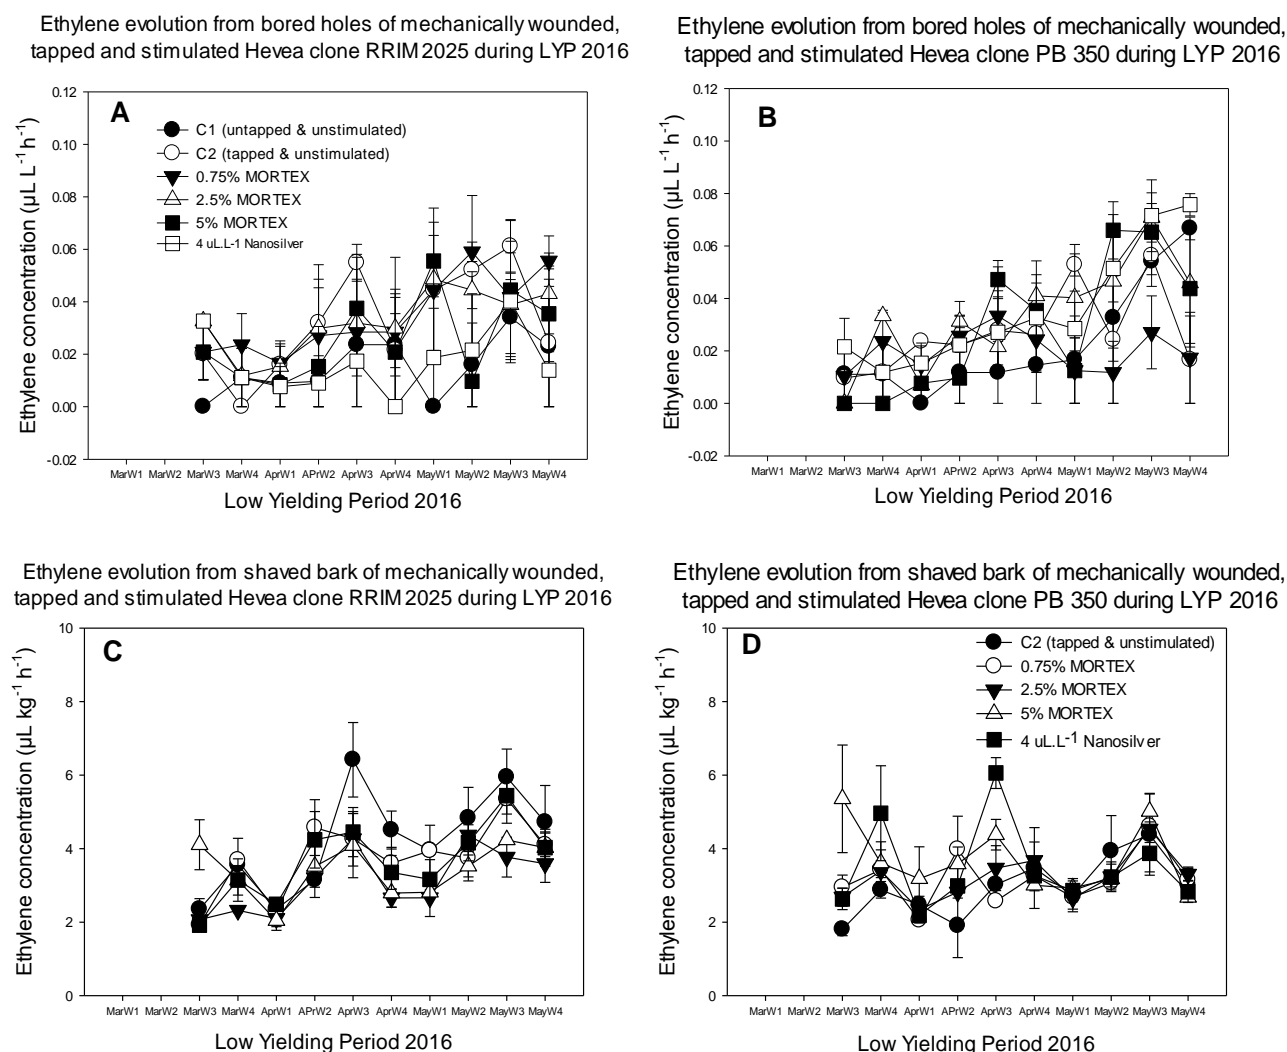 Ethylene evolution from bored holes of mechanically wounded,
tapped and stimulated Hevea clone RRIM 2025 during LYP 2016
Ethylene concentration (µL L⁻¹ h⁻¹)
A
C1 (untapped & unstimulated)
C2 (tapped & unstimulated)
0.75% MORTEX
2.5% MORTEX
5% MORTEX
4 uL.L-1 Nanosilver
0.12
0.10
0.08
0.06
0.04
0.02
0.00
-0.02
MarW1 MarW2 MarW3 MarW4 AprW1 APrW2 AprW3 AprW4 MayW1 MayW2 MayW3 MayW4
Low Yielding Period 2016
Ethylene evolution from bored holes of mechanically wounded,
tapped and stimulated Hevea clone PB 350 during LYP 2016
Ethylene concentration (µL L⁻¹ h⁻¹)
B
0.12
0.10
0.08
0.06
0.04
0.02
0.00
-0.02
MarW1 MarW2 MarW3 MarW4 AprW1 APrW2 AprW3 AprW4 MayW1 MayW2 MayW3 MayW4
Low Yielding Period 2016
Ethylene evolution from shaved bark of mechanically wounded,
tapped and stimulated Hevea clone RRIM 2025 during LYP 2016
Ethylene concentration (µL kg⁻¹ h⁻¹)
C
10
8
6
4
2
0
MarW1 MarW2 MarW3 MarW4 AprW1 APrW2 AprW3 AprW4 MayW1 MayW2 MayW3 MayW4
Low Yielding Period 2016
Ethylene evolution from shaved bark of mechanically wounded,
tapped and stimulated Hevea clone PB 350 during LYP 2016
Ethylene concentration (µL kg⁻¹ h⁻¹)
D
C2 (tapped & unstimulated)
0.75% MORTEX
2.5% MORTEX
5% MORTEX
4 uL.L⁻¹ Nanosilver
10
8
6
4
2
0
MarW1 MarW2 MarW3 MarW4 AprW1 APrW2 AprW3 AprW4 MayW1 MayW2 MayW3 MayW4
Low Yielding Period 2016